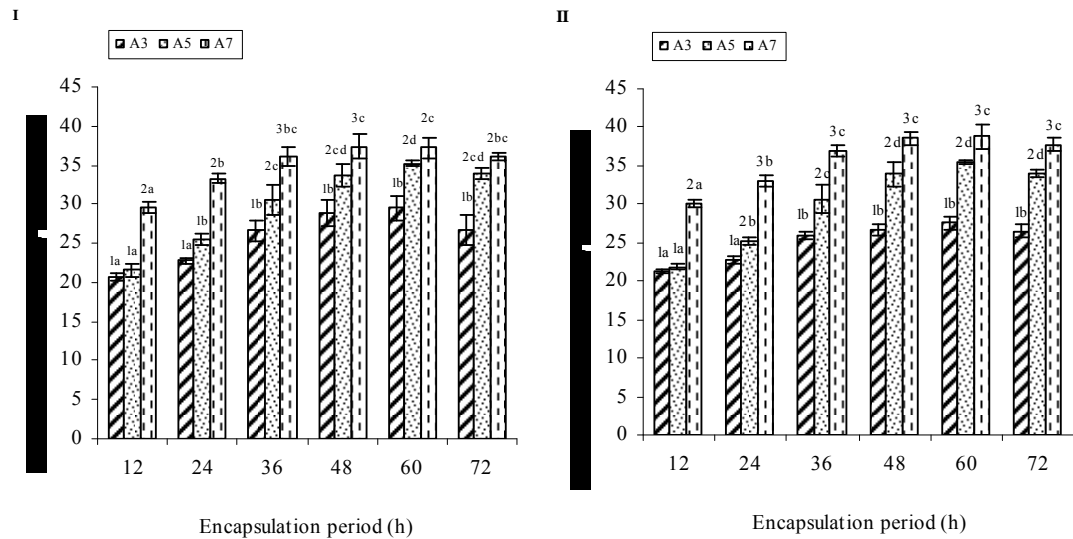 I
A3 A5 A7
45
40
35
30
25
20
15
10
5
0
1a 1a 2a
1a 1b 2b
1b 2c 3bc
1b 2cd 3c
1b 2d 2c
1b 2cd 2bc
12 24 36 48 60 72
Encapsulation period (h)
II
A3 A5 A7
45
40
35
30
25
20
15
10
5
0
1a 1a 2a
1a 2b 3b
1b 2c 3c
1b 2d 3c
1b 2d 3c
1b 2d 3c
12 24 36 48 60 72
Encapsulation period (h)